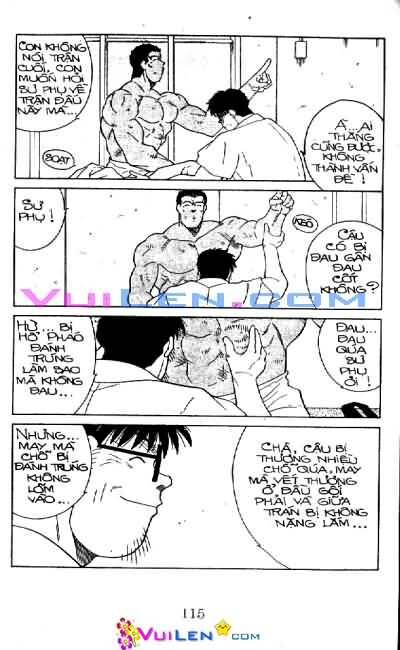 CON KHÔNG
NÓI TRẬN
CUỐI, CON
MUỐN HỎI
SƯ PHỤ VỀ
TRẬN ĐẤU
NÀY MÀ...
SOẠT
À... AI
THẮNG
CŨNG ĐƯỢC,
KHÔNG
THÀNH VẤN
ĐỀ!
SƯ
PHỤ!
KÉO
CẬU
CÓ BỊ
ĐAU GÂN
ĐAU
CỐT
KHÔNG?
VuiLen.com
HỪ... BỊ
HỎA PHÁO
ĐÁNH
TRÚNG
LÀM SAO
MÀ KHÔNG
ĐAU...
ĐAU...
ĐAU
QUÁ
SƯ
PHỤ
ƠI!
NHƯNG...
MAY MÀ
CHỖ BỊ
ĐÁNH TRÚNG
KHÔNG
LÕM
VÀO...
CHÀ, CẬU BỊ
THƯƠNG NHIỀU
CHỖ QUÁ, MAY
MÀ VẾT THƯƠNG
Ở ĐẦU GỐI
PHẢI VÀ GIỮA
TRÁN BỊ KHÔNG
NẶNG LẮM...
115
VuiLen.com